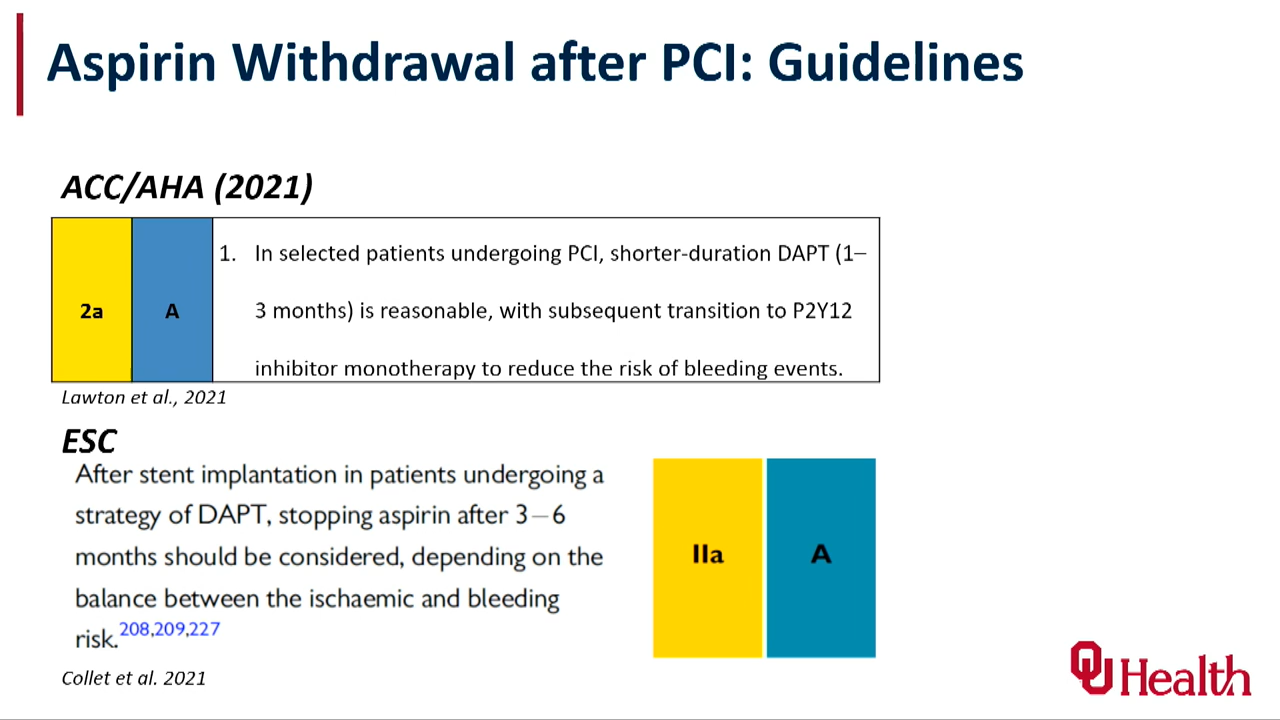 Aspirin Withdrawal after PCI: Guidelines
ACC/AHA (2021)
2a
A
1. In selected patients undergoing PCI, shorter-duration DAPT (1–
3 months) is reasonable, with subsequent transition to P2Y12
inhibitor monotherapy to reduce the risk of bleeding events.
Lawton et al., 2021
ESC
After stent implantation in patients undergoing a
strategy of DAPT, stopping aspirin after 3–6
months should be considered, depending on the
balance between the ischaemic and bleeding
risk.208,209,227
IIa
A
Collet et al. 2021
OU Health